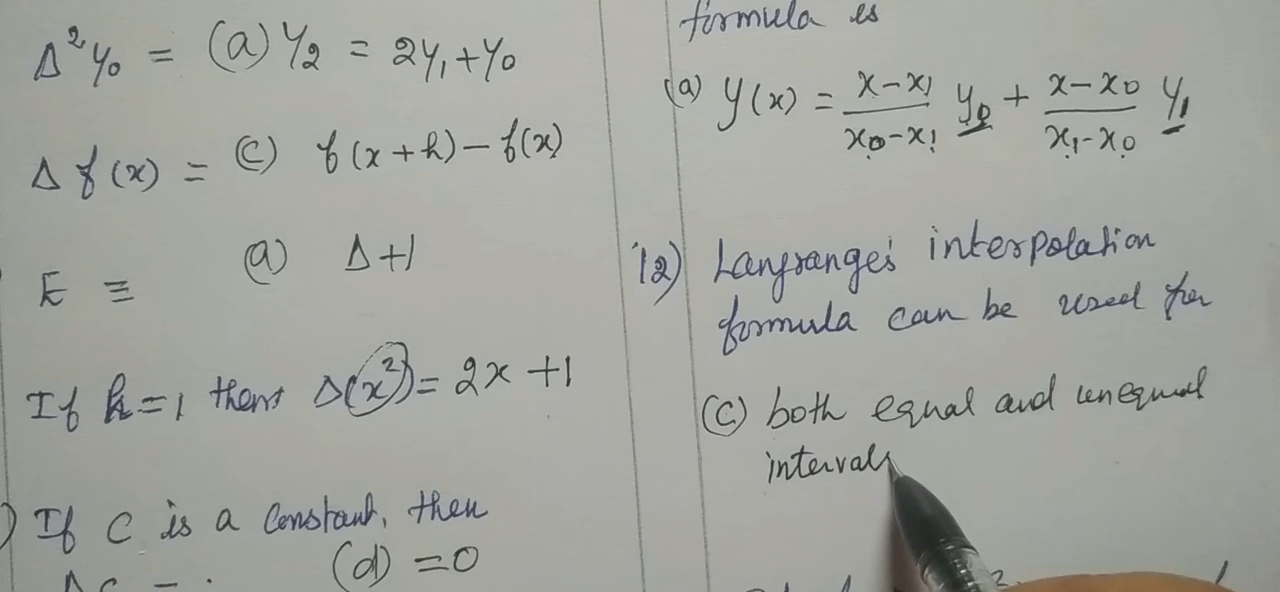 Δ²y₀ = (a) y₂ = 2y₁+y₀
Δ f(x) = (c) f(x+h)-f(x)
E ≡ (a) Δ+1
If h=1 then Δ(x²)= 2x+1
) If C is a constant, then
(d) =0
Δc =
formula is
(a) y(x) = x-x₁/x₀-x₁ y₀ + x-x₀/x₁-x₀ y₁
12) Langranges interpolation
formula can be used for
(c) both equal and unequal
intervals